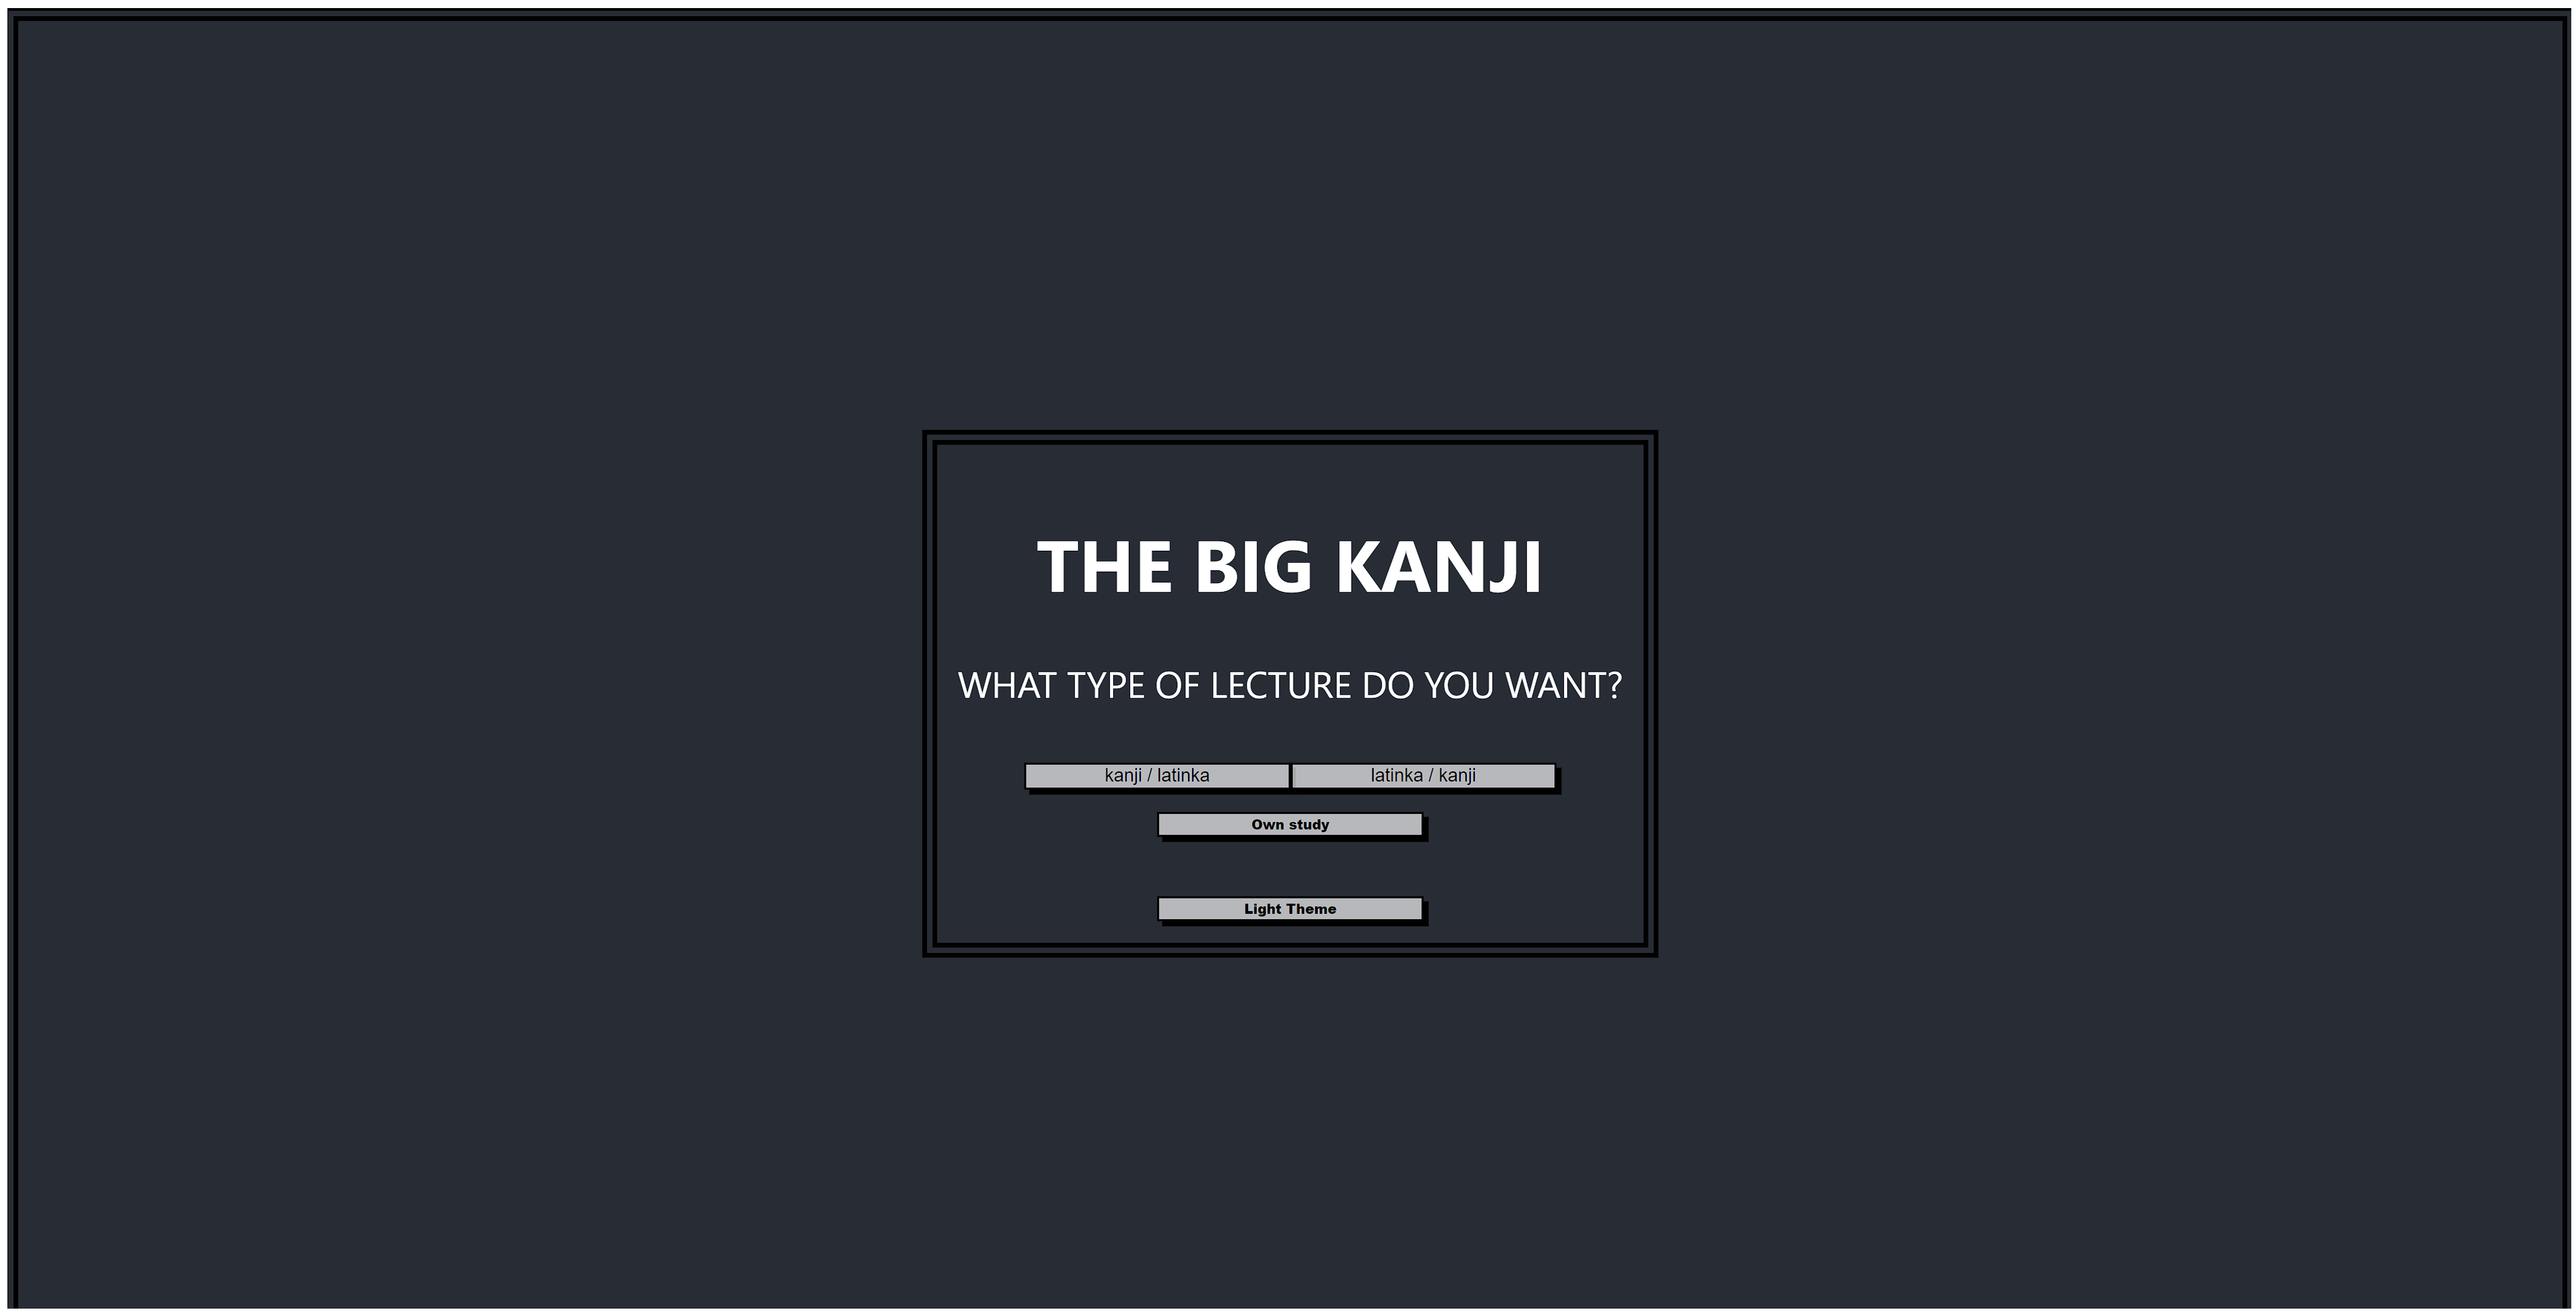 THE BIG KANJI
WHAT TYPE OF LECTURE DO YOU WANT?
kanji / latinka latinka / kanji
Own study
Light Theme